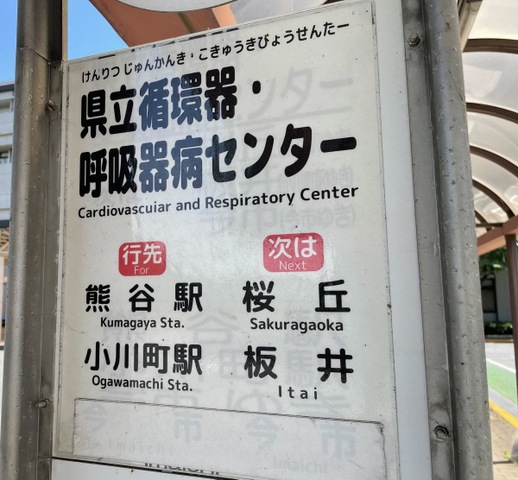 けんりつ じゅんかんき・こきゅうきびょうせんたー
県立循環器・
呼吸器病センター
Cardiovascuiar and Respiratory Center
行先 次は
For Next
熊谷駅 桜丘
Kumagaya Sta. Sakuragaoka
小川町駅 板井
Ogawamachi Sta. Itai